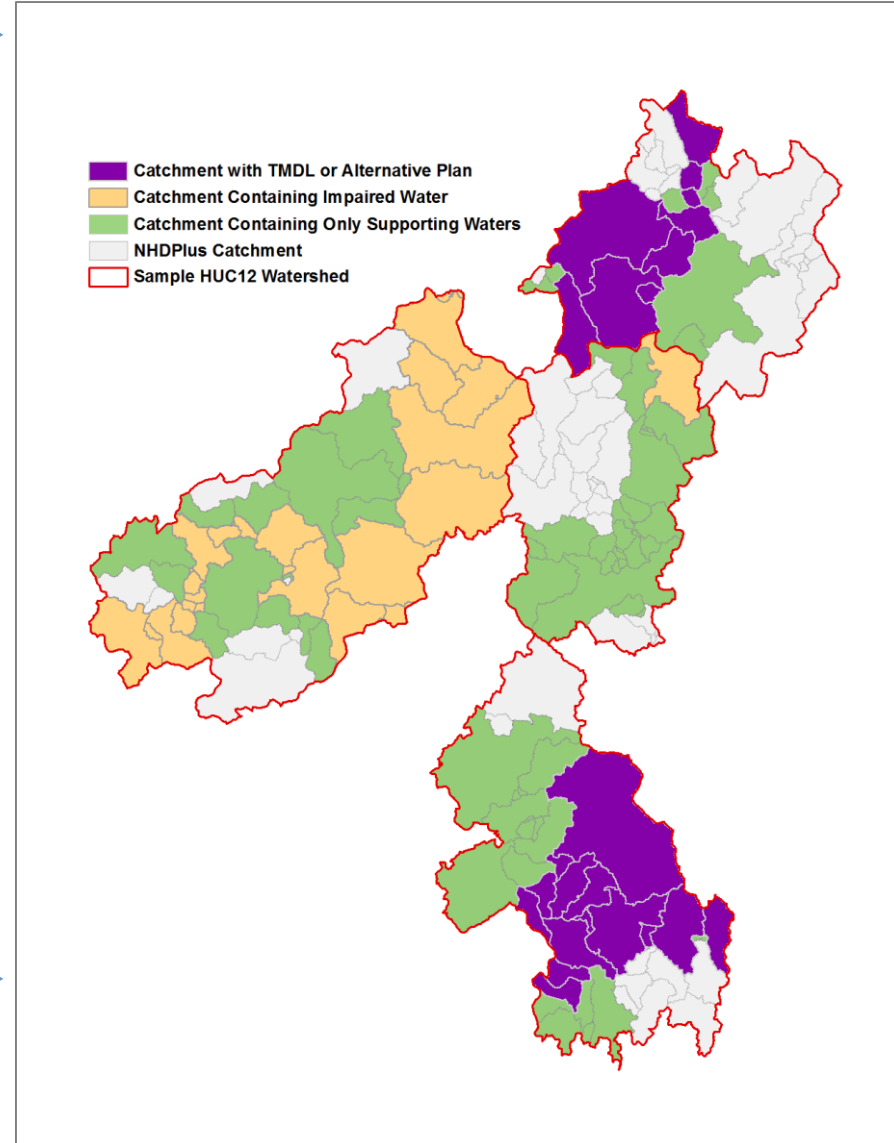 Catchment with TMDL or Alternative Plan
Catchment Containing Impaired Water
Catchment Containing Only Supporting Waters
NHDPlus Catchment
Sample HUC12 Watershed